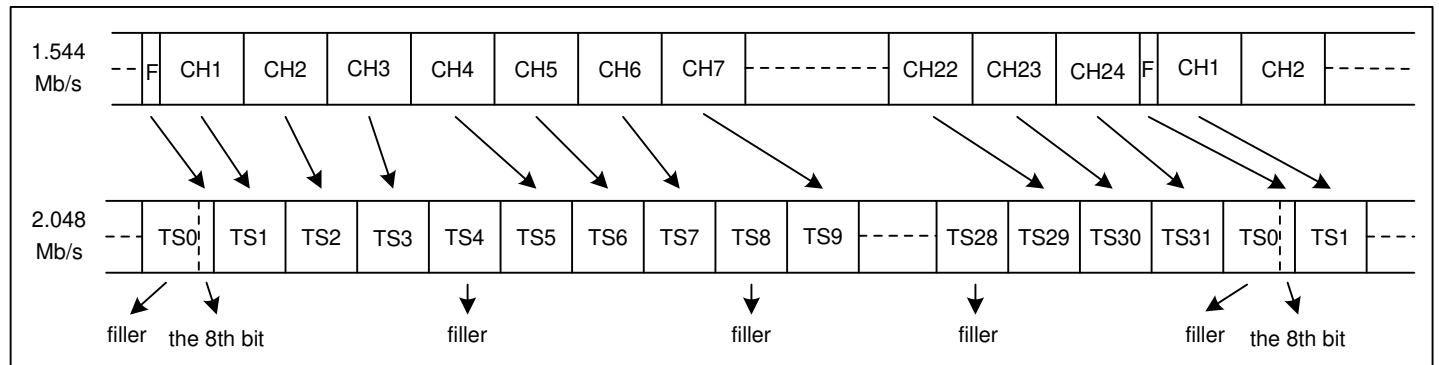 1.544 Mb/s F CH1 CH2 CH3 CH4 CH5 CH6 CH7 CH22 CH23 CH24 F CH1 CH2
2.048 Mb/s TS0 TS1 TS2 TS3 TS4 TS5 TS6 TS7 TS8 TS9 TS28 TS29 TS30 TS31 TS0 TS1
filler the 8th bit filler filler filler filler the 8th bit